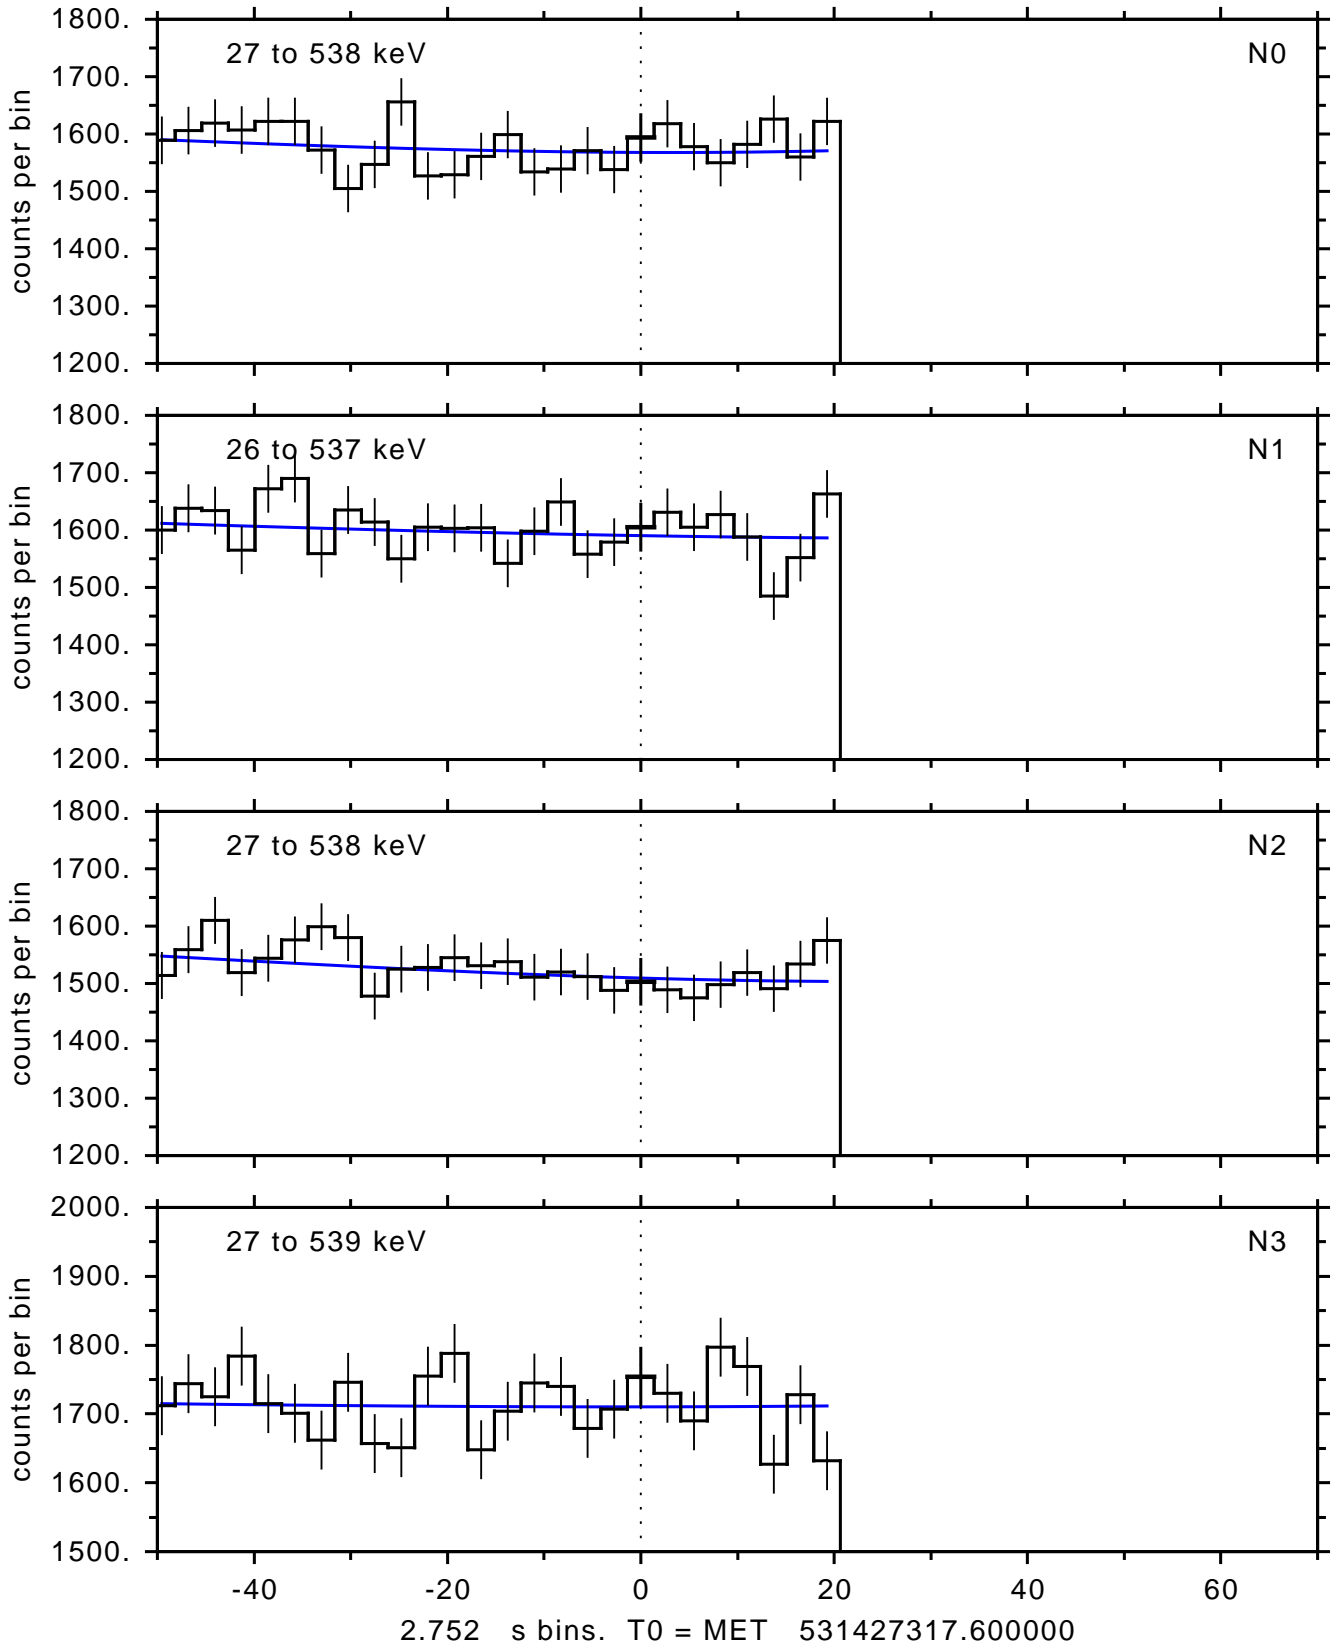 1800.
27 to 538 keV N0
1700.
1600.
1500.
1400.
1300.
1200.
counts per bin
1800.
26 to 537 keV N1
1700.
1600.
1500.
1400.
1300.
1200.
counts per bin
1800.
27 to 538 keV N2
1700.
1600.
1500.
1400.
1300.
1200.
counts per bin
2000.
27 to 539 keV N3
1900.
1800.
1700.
1600.
1500.
counts per bin
-40 -20 0 20 40 60
2.752 s bins. T0 = MET 531427317.600000